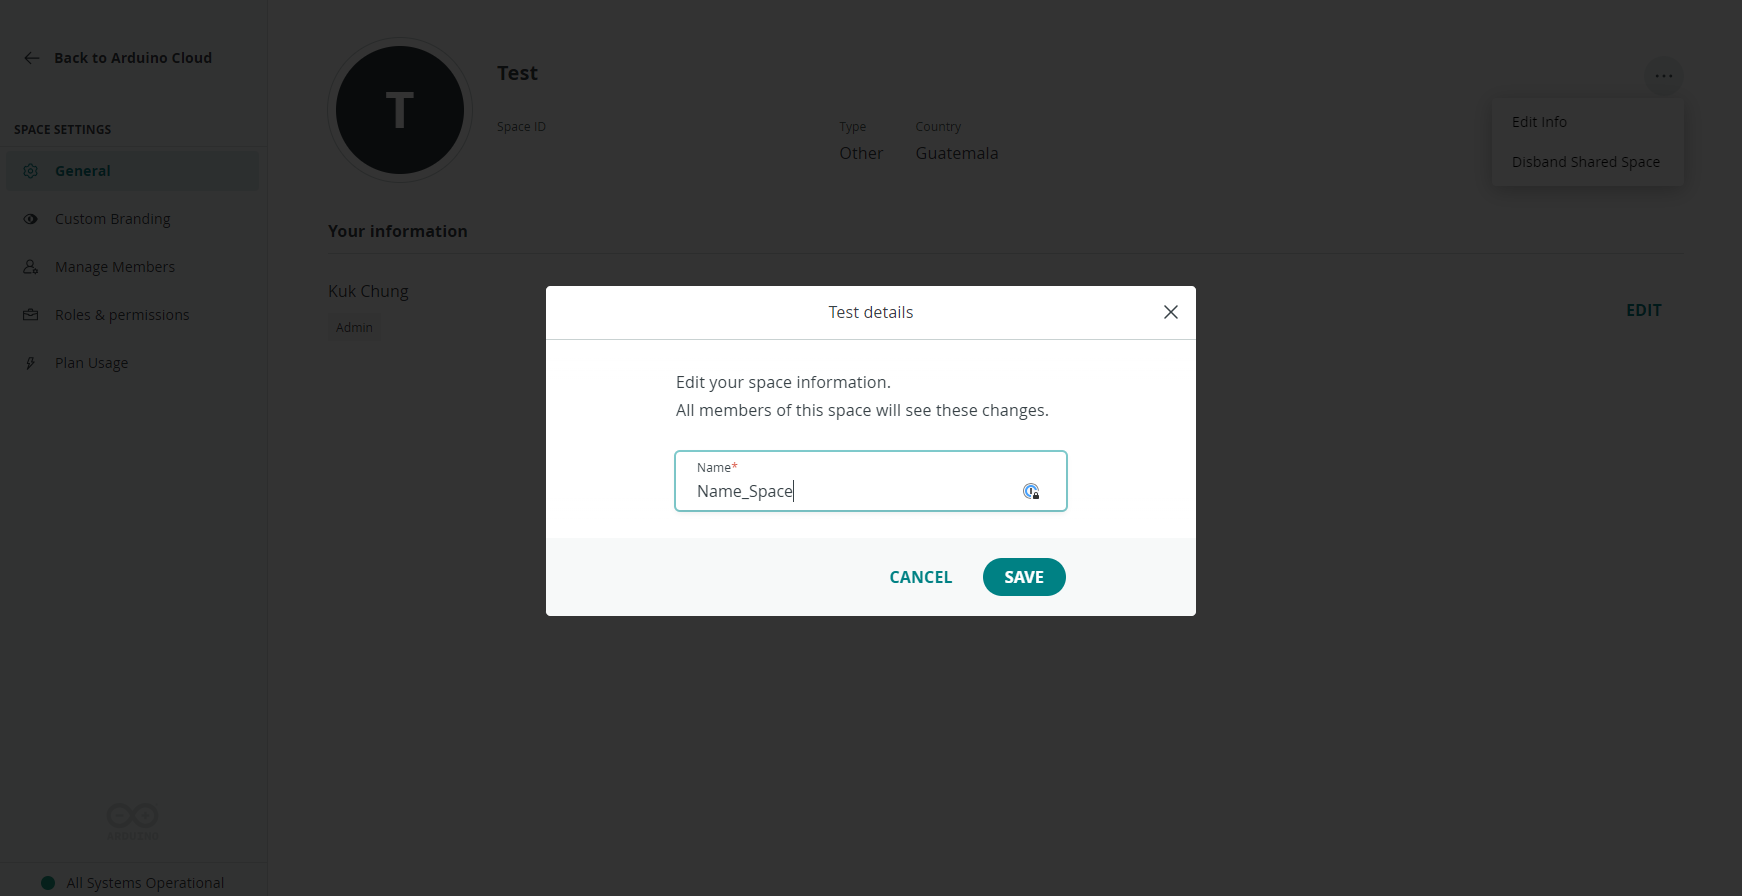 Back to Arduino Cloud
SPACE SETTINGS
General
Custom Branding
Manage Members
Roles & permissions
Plan Usage
ARDUINO
All Systems Operational
T
Test
Space ID
Type
Other
Country
Guatemala
...
Edit Info
Disband Shared Space
Your information
Kuk Chung
Admin
EDIT
Test details
Edit your space information.
All members of this space will see these changes.
Name*
Name_Space
CANCEL
SAVE